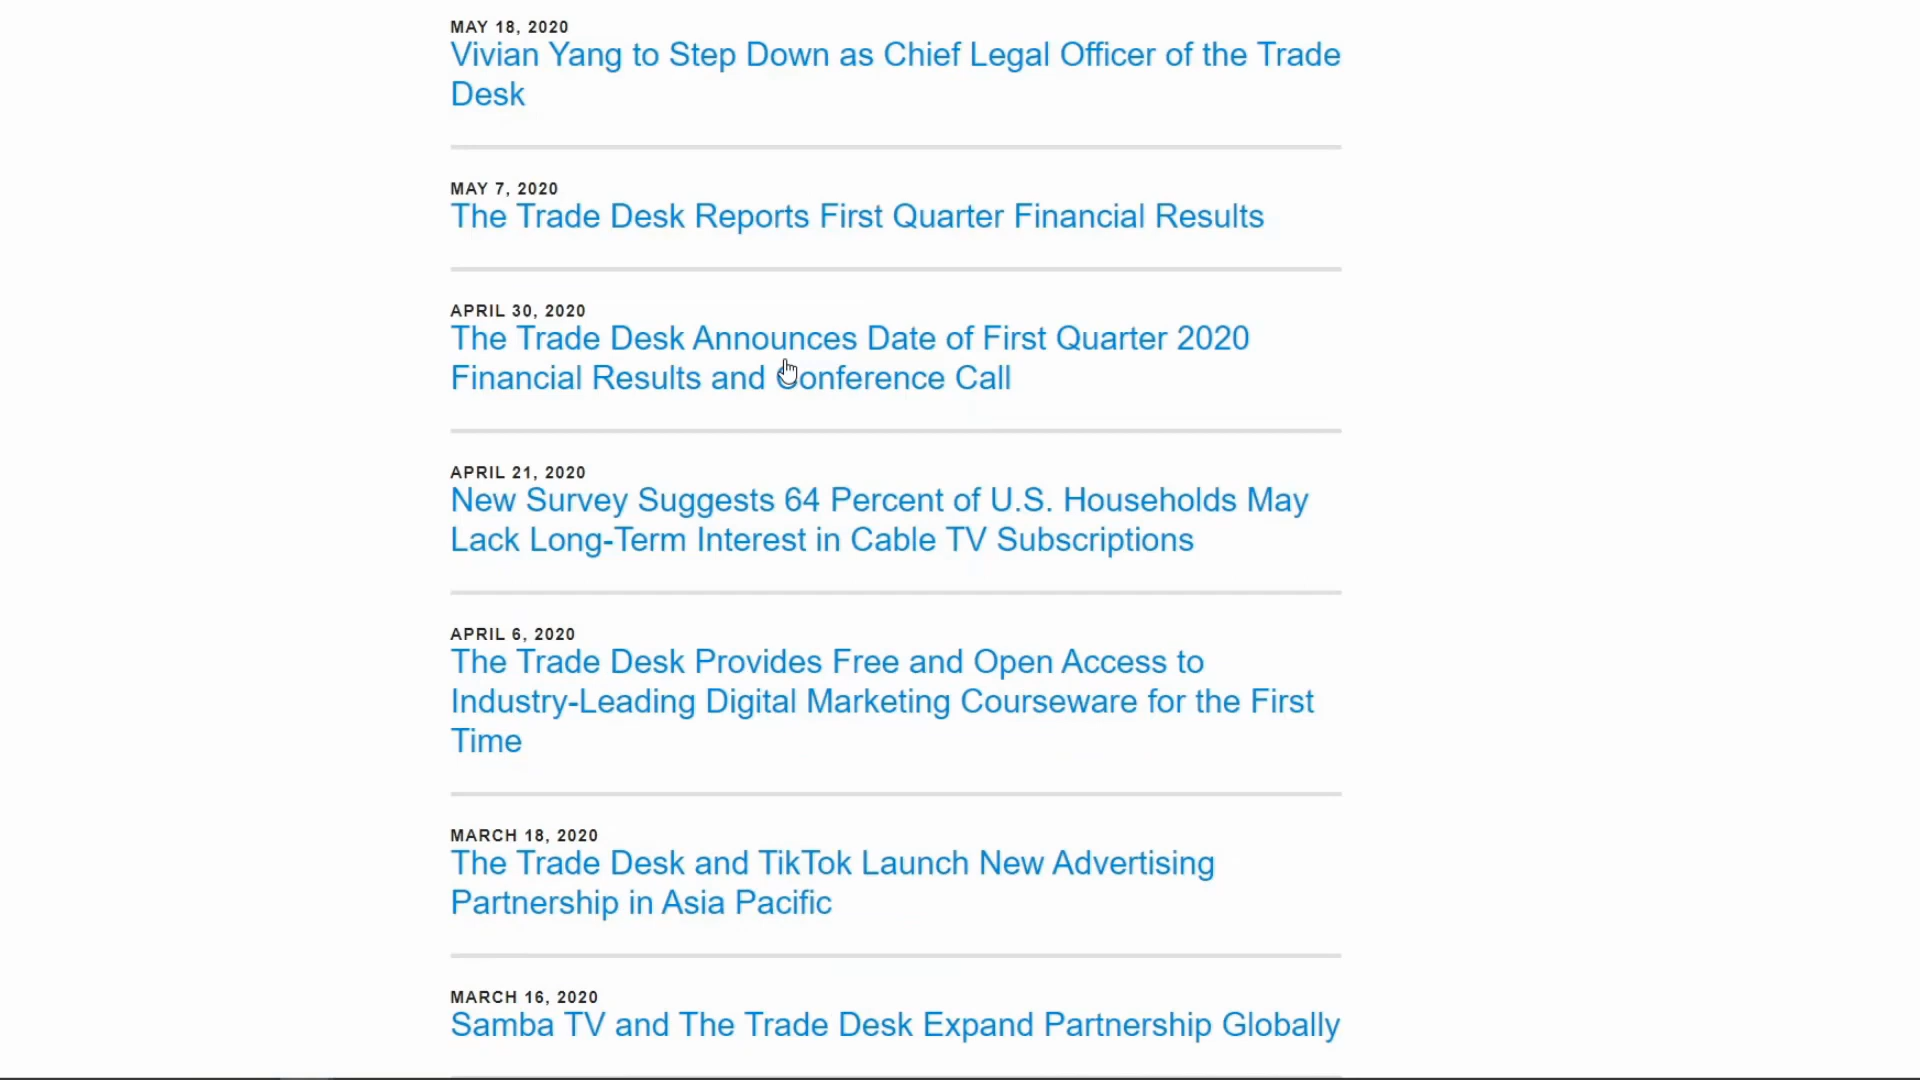 MAY 18, 2020
Vivian Yang to Step Down as Chief Legal Officer of the Trade
Desk
MAY 7, 2020
The Trade Desk Reports First Quarter Financial Results
APRIL 30, 2020
The Trade Desk Announces Date of First Quarter 2020
Financial Results and Conference Call
APRIL 21, 2020
New Survey Suggests 64 Percent of U.S. Households May
Lack Long-Term Interest in Cable TV Subscriptions
APRIL 6, 2020
The Trade Desk Provides Free and Open Access to
Industry-Leading Digital Marketing Courseware for the First
Time
MARCH 18, 2020
The Trade Desk and TikTok Launch New Advertising
Partnership in Asia Pacific
MARCH 16, 2020
Samba TV and The Trade Desk Expand Partnership Globally